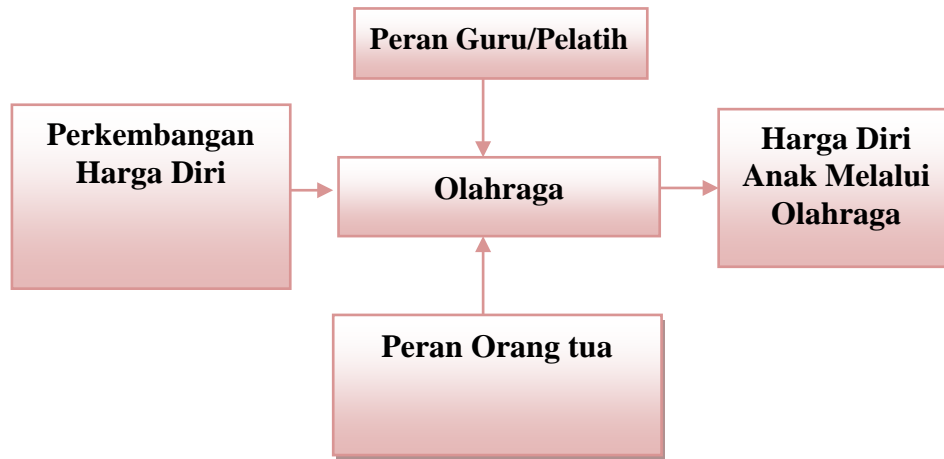 Peran Guru/Pelatih
Perkembangan
Harga Diri
Olahraga
Harga Diri
Anak Melalui
Olahraga
Peran Orang tua